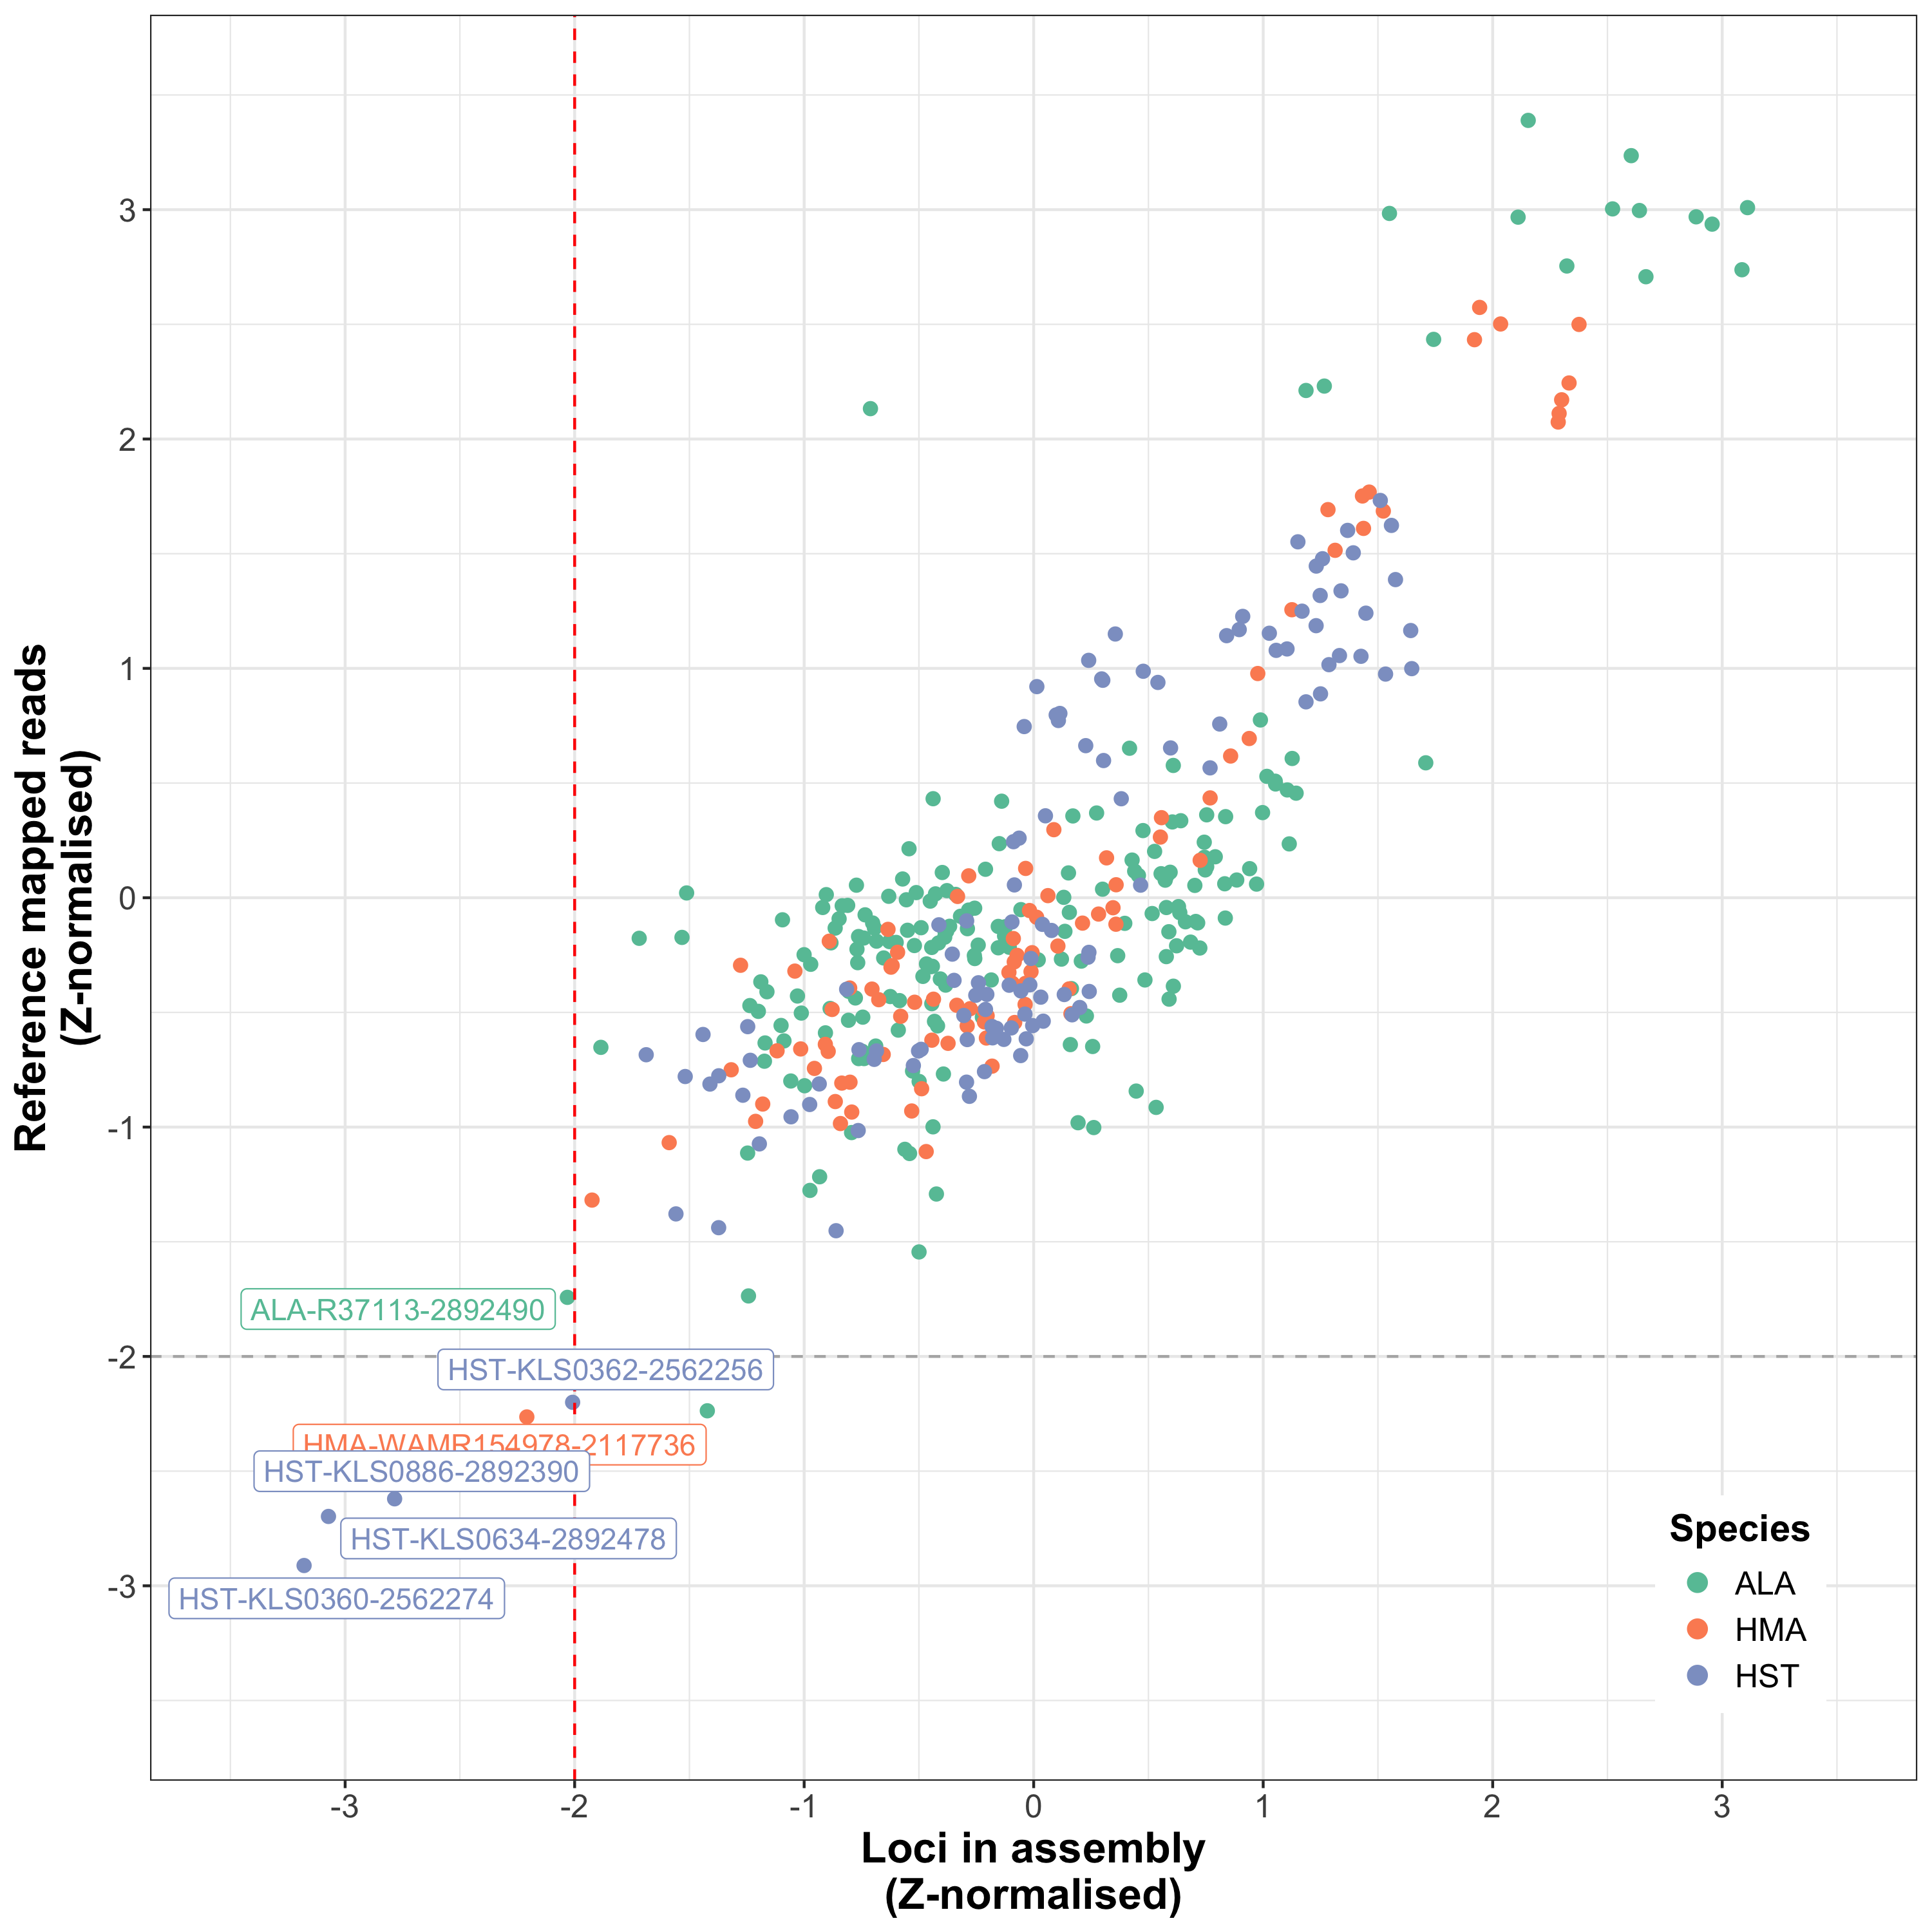 Reference mapped reads
(Z-normalised)
3
2
1
0
-1
-2
-3
ALA-R37113-2892490
HST-KLS0362-2562256
HMA-WAMR154978-2117736
HST-KLS0886-2892390
HST-KLS0634-2892478
HST-KLS0360-2562274
Species
ALA
HMA
HST
-3 -2 -1 0 1 2 3
Loci in assembly
(Z-normalised)